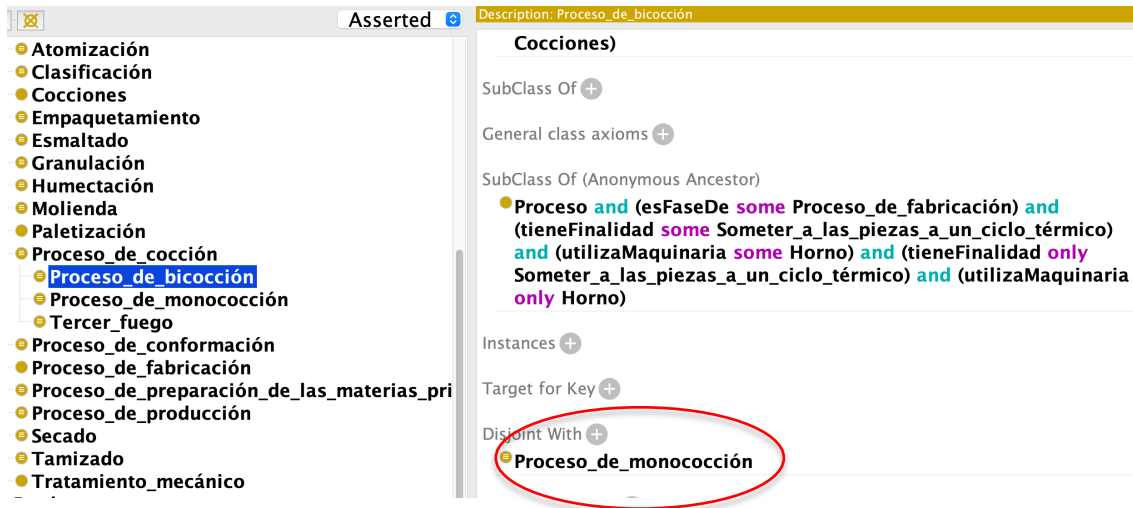 Asserted
Atomización
Clasificación
Cocciones
Empaquetamiento
Esmaltado
Granulación
Humectación
Molienda
Paletización
Proceso_de_cocción
Proceso_de_bicocción
Proceso_de_monococción
Tercer_fuego
Proceso_de_conformación
Proceso_de_fabricación
Proceso_de_preparación_de_las_materias_pri
Proceso_de_producción
Secado
Tamizado
Tratamiento_mecánico
Description: Proceso_de_bicocción
Cocciones)
SubClass Of
General class axioms
SubClass Of (Anonymous Ancestor)
Proceso and (esFaseDe some Proceso_de_fabricación) and
(tieneFinalidad some Someter_a_las_piezas_a_un_ciclo_térmico)
and (utilizaMaquinaria some Horno) and (tieneFinalidad only
Someter_a_las_piezas_a_un_ciclo_térmico) and (utilizaMaquinaria
only Horno)
Instances
Target for Key
Disjoint With
Proceso_de_monococción